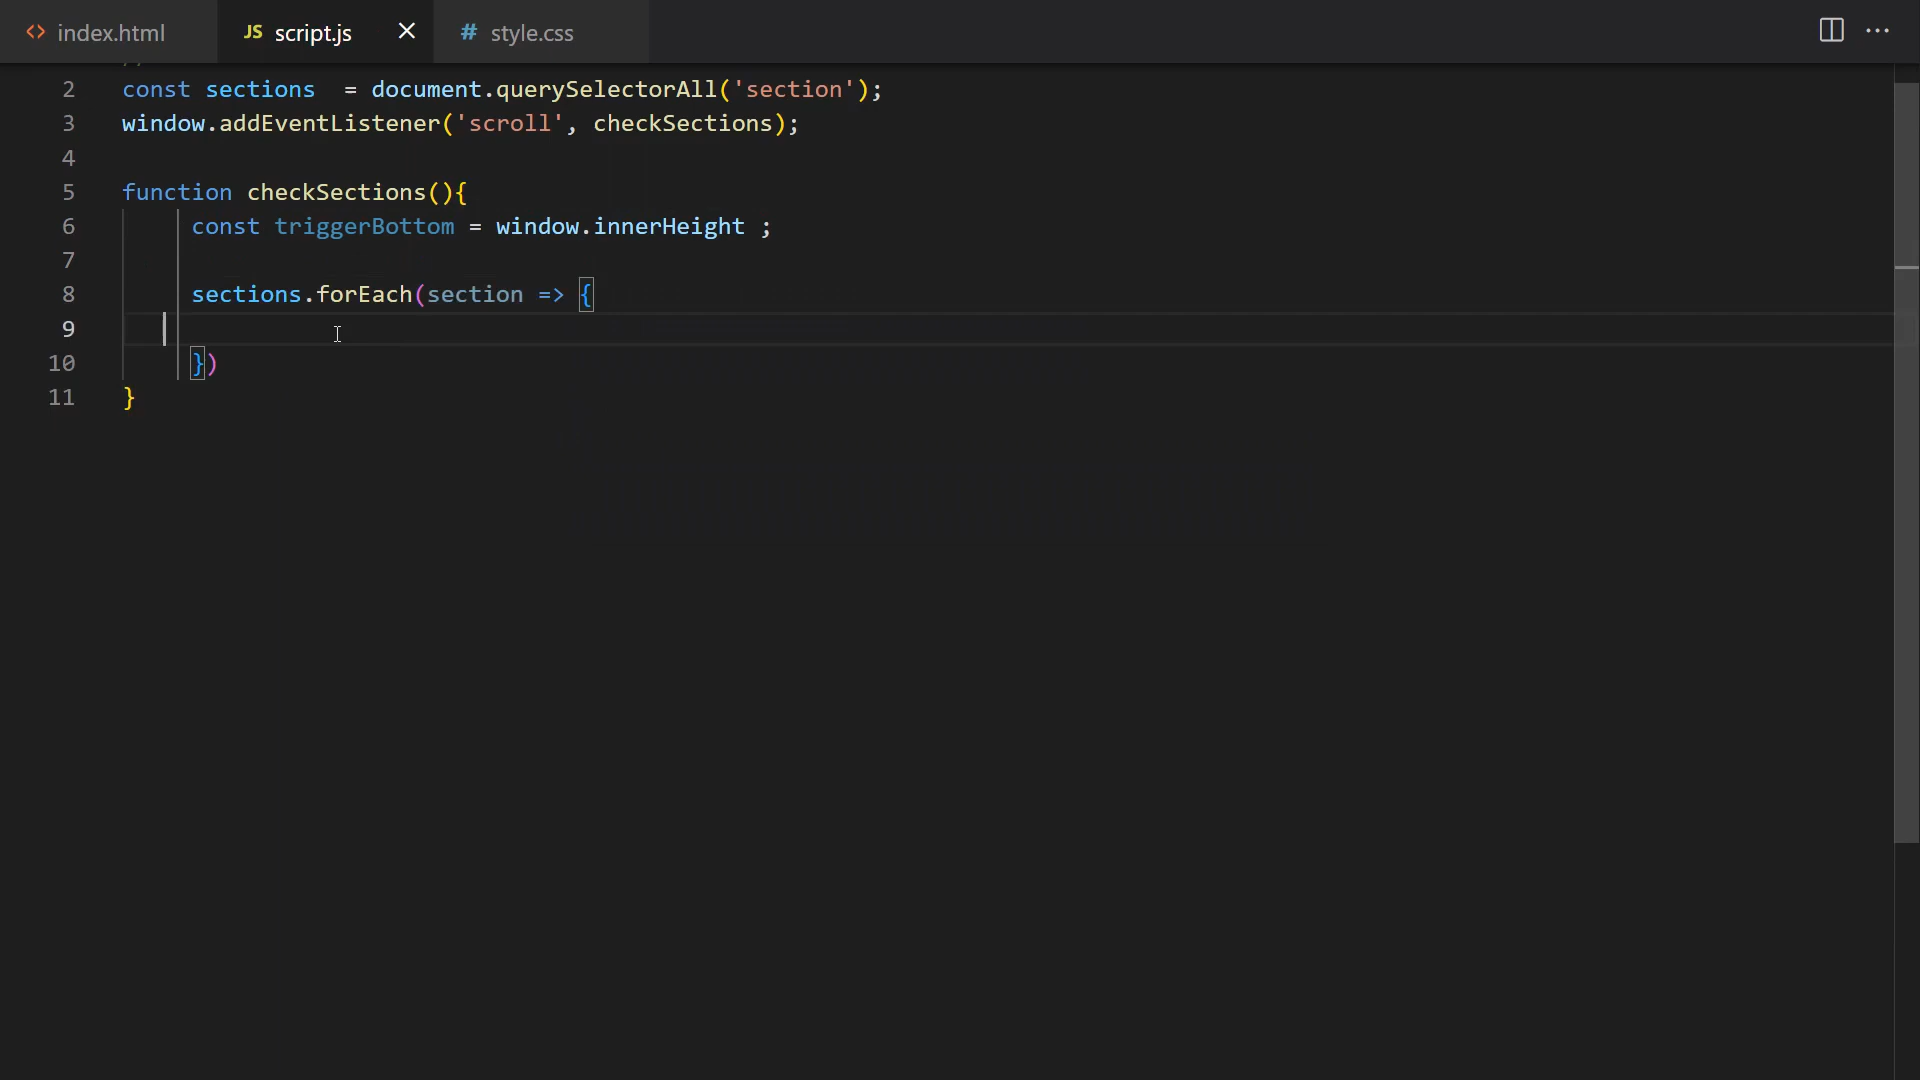 <> index.html JS script.js × # style.css
2 const sections  = document.querySelectorAll('section');
3 window.addEventListener('scroll', checkSections);
4
5 function checkSections(){
6     const triggerBottom = window.innerHeight ;
7
8     sections.forEach(section => {
9
10     })
11 }